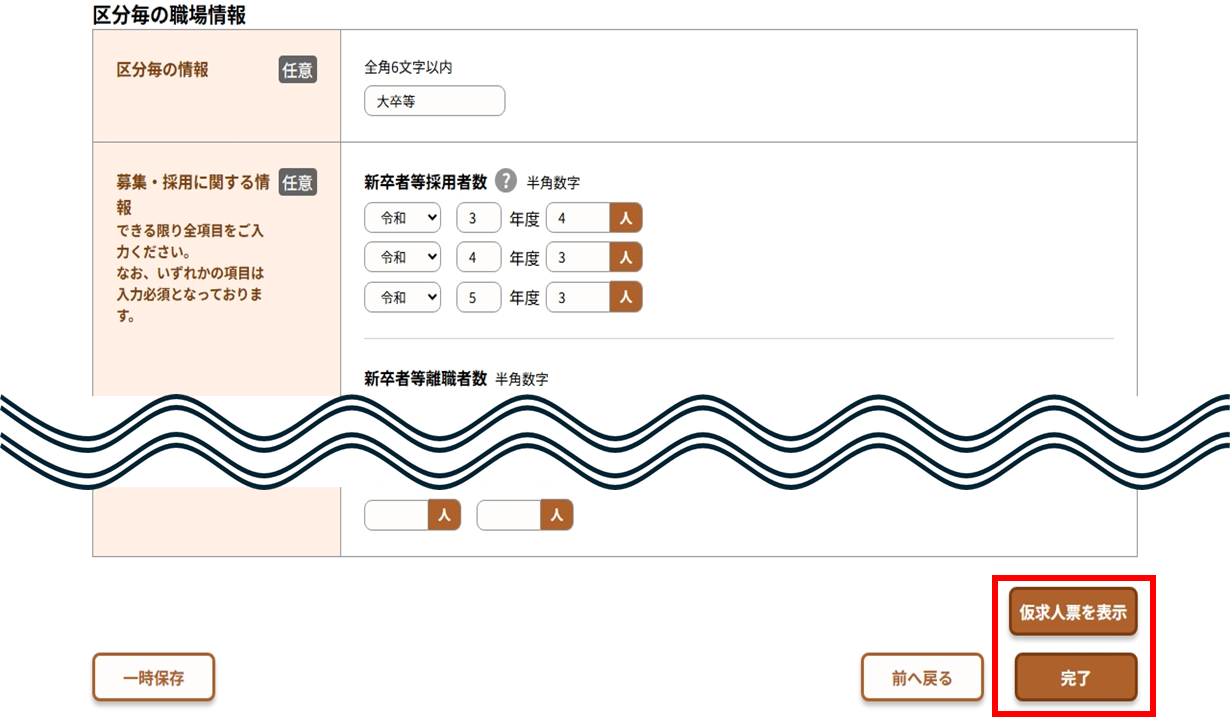 区分毎の職場情報
区分毎の情報 任意
全角6文字以内
大卒等
募集・採用に関する情報 任意
できる限り全項目をご入
力ください。
なお、いずれかの項目は
入力必須となっておりま
す。
新卒者等採用者数 ? 半角数字
令和 3 年度 4 人
令和 4 年度 3 人
令和 5 年度 3 人
新卒者等離職者数 半角数字
人 人
仮求人票を表示
一時保存 前へ戻る 完了